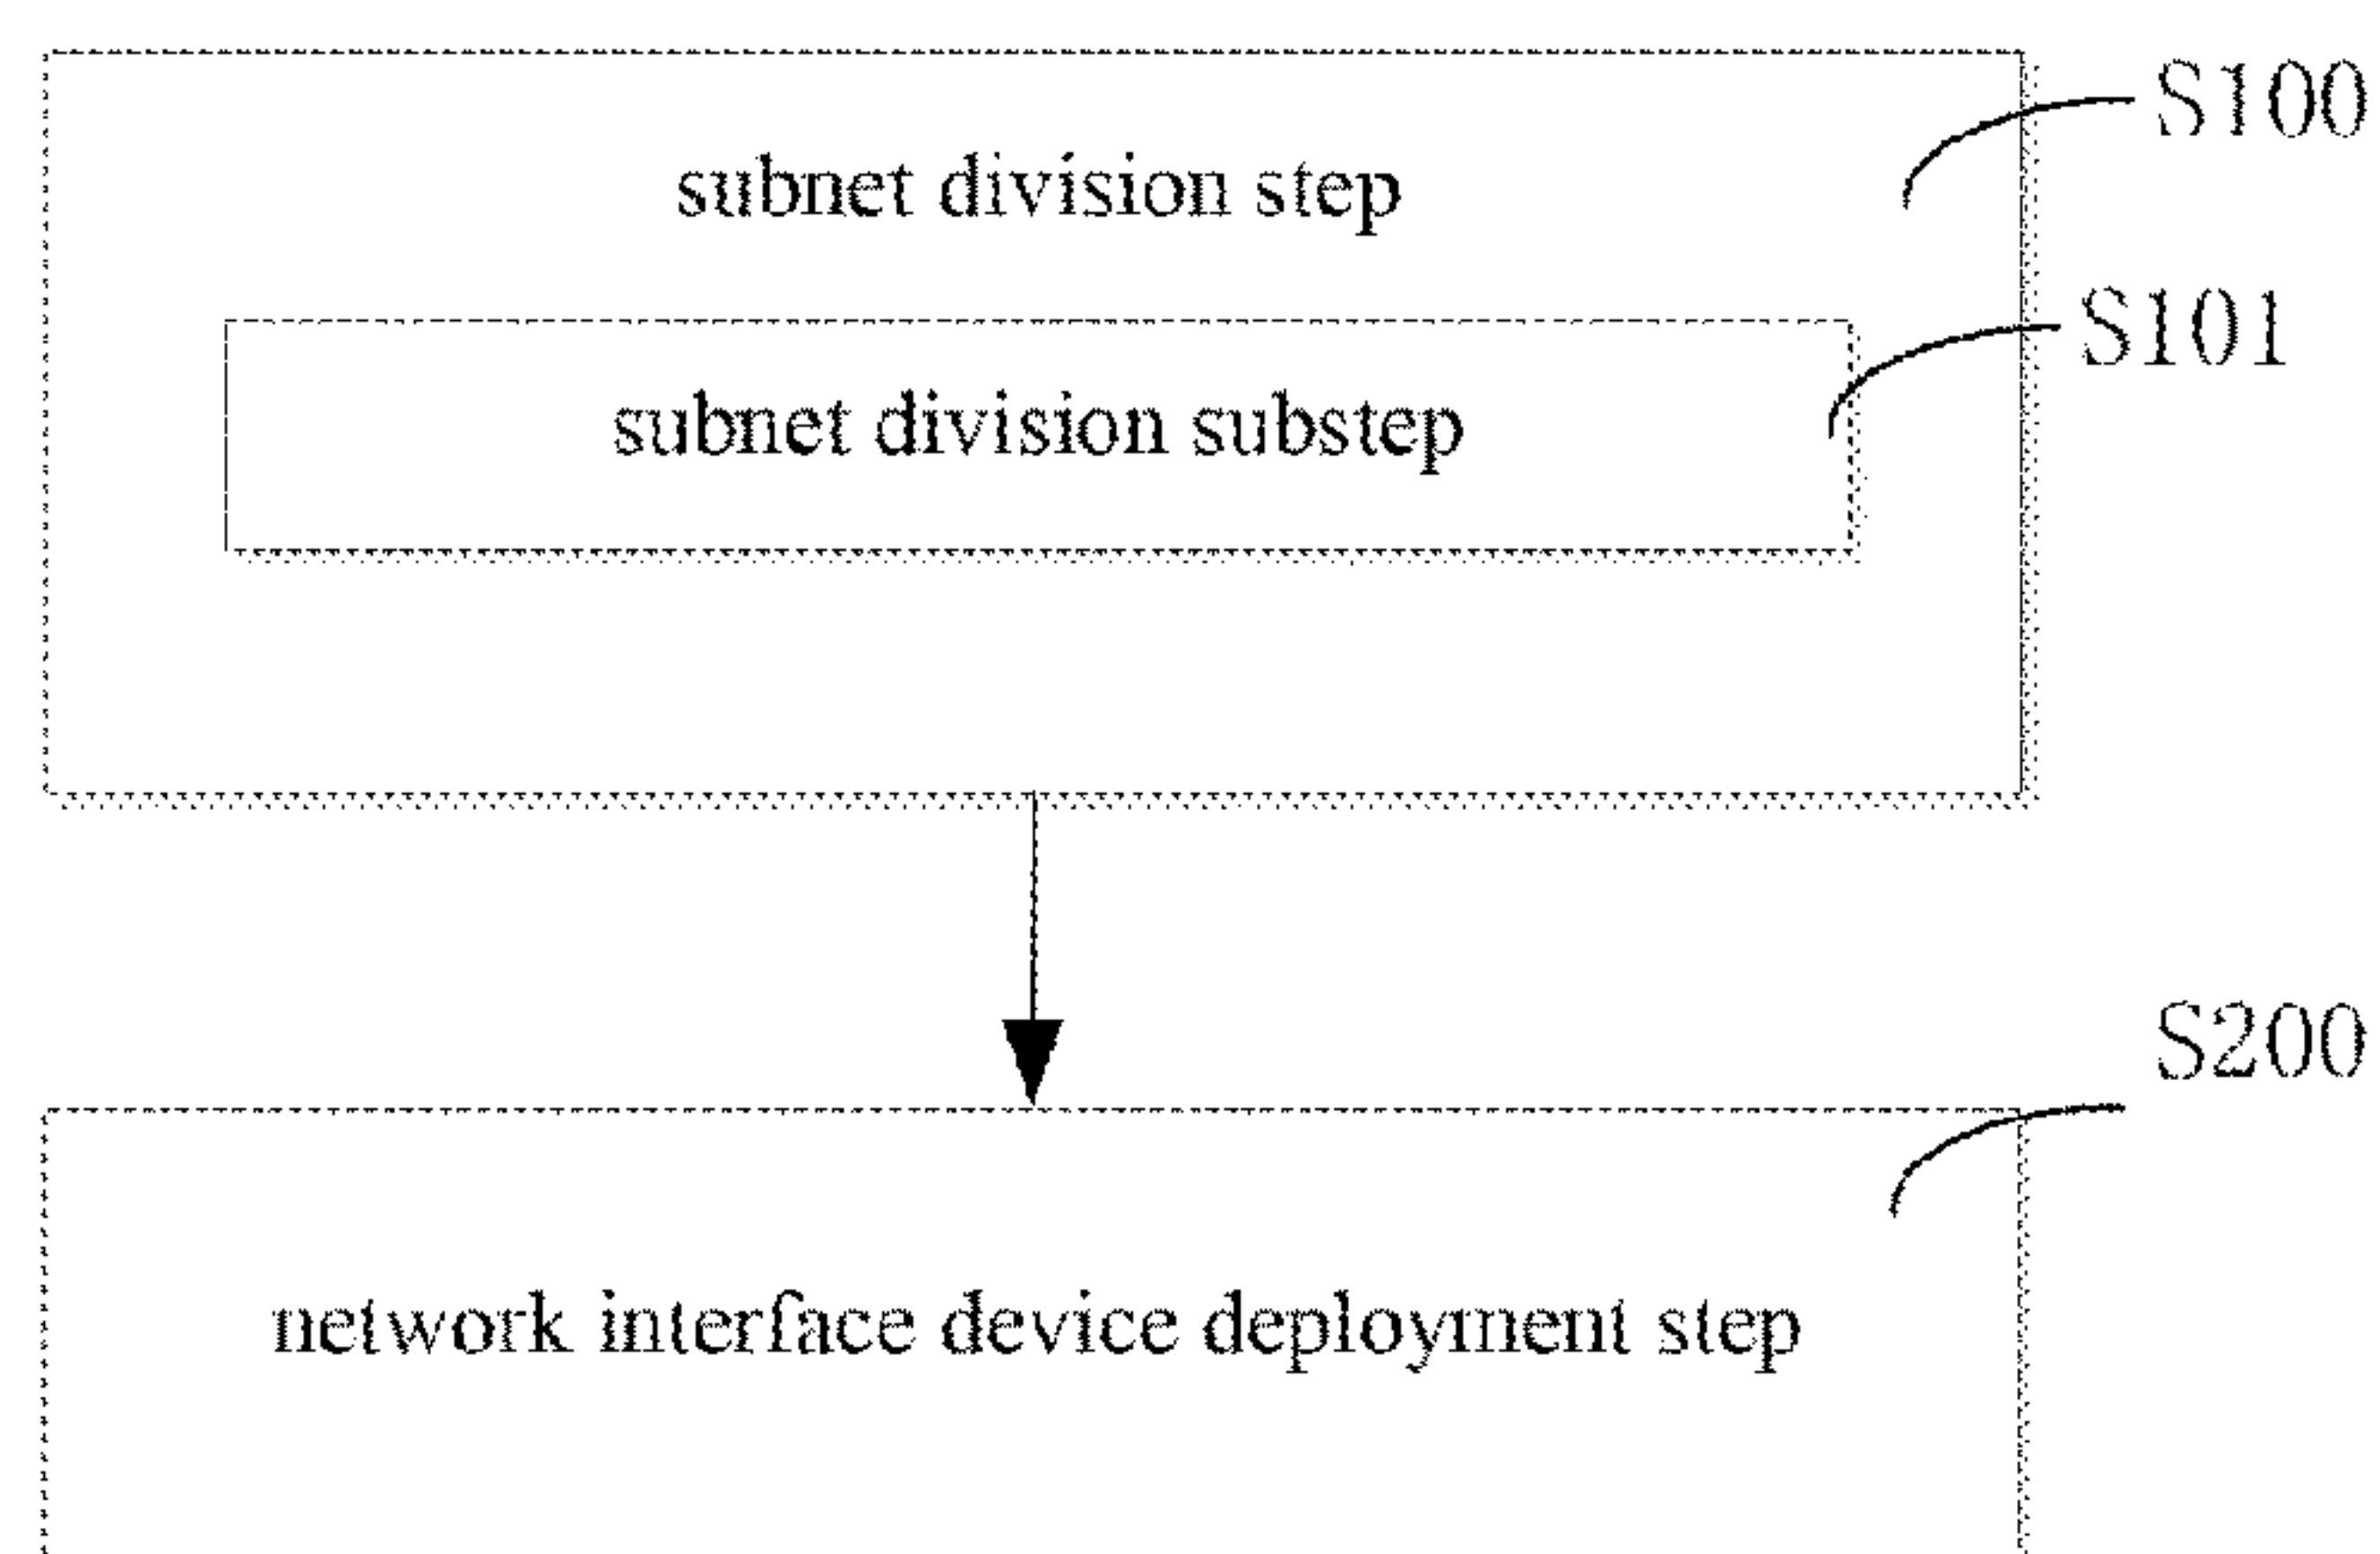 S100
subnet division step
S101
subnet division substep
S200
network interface device deployment step